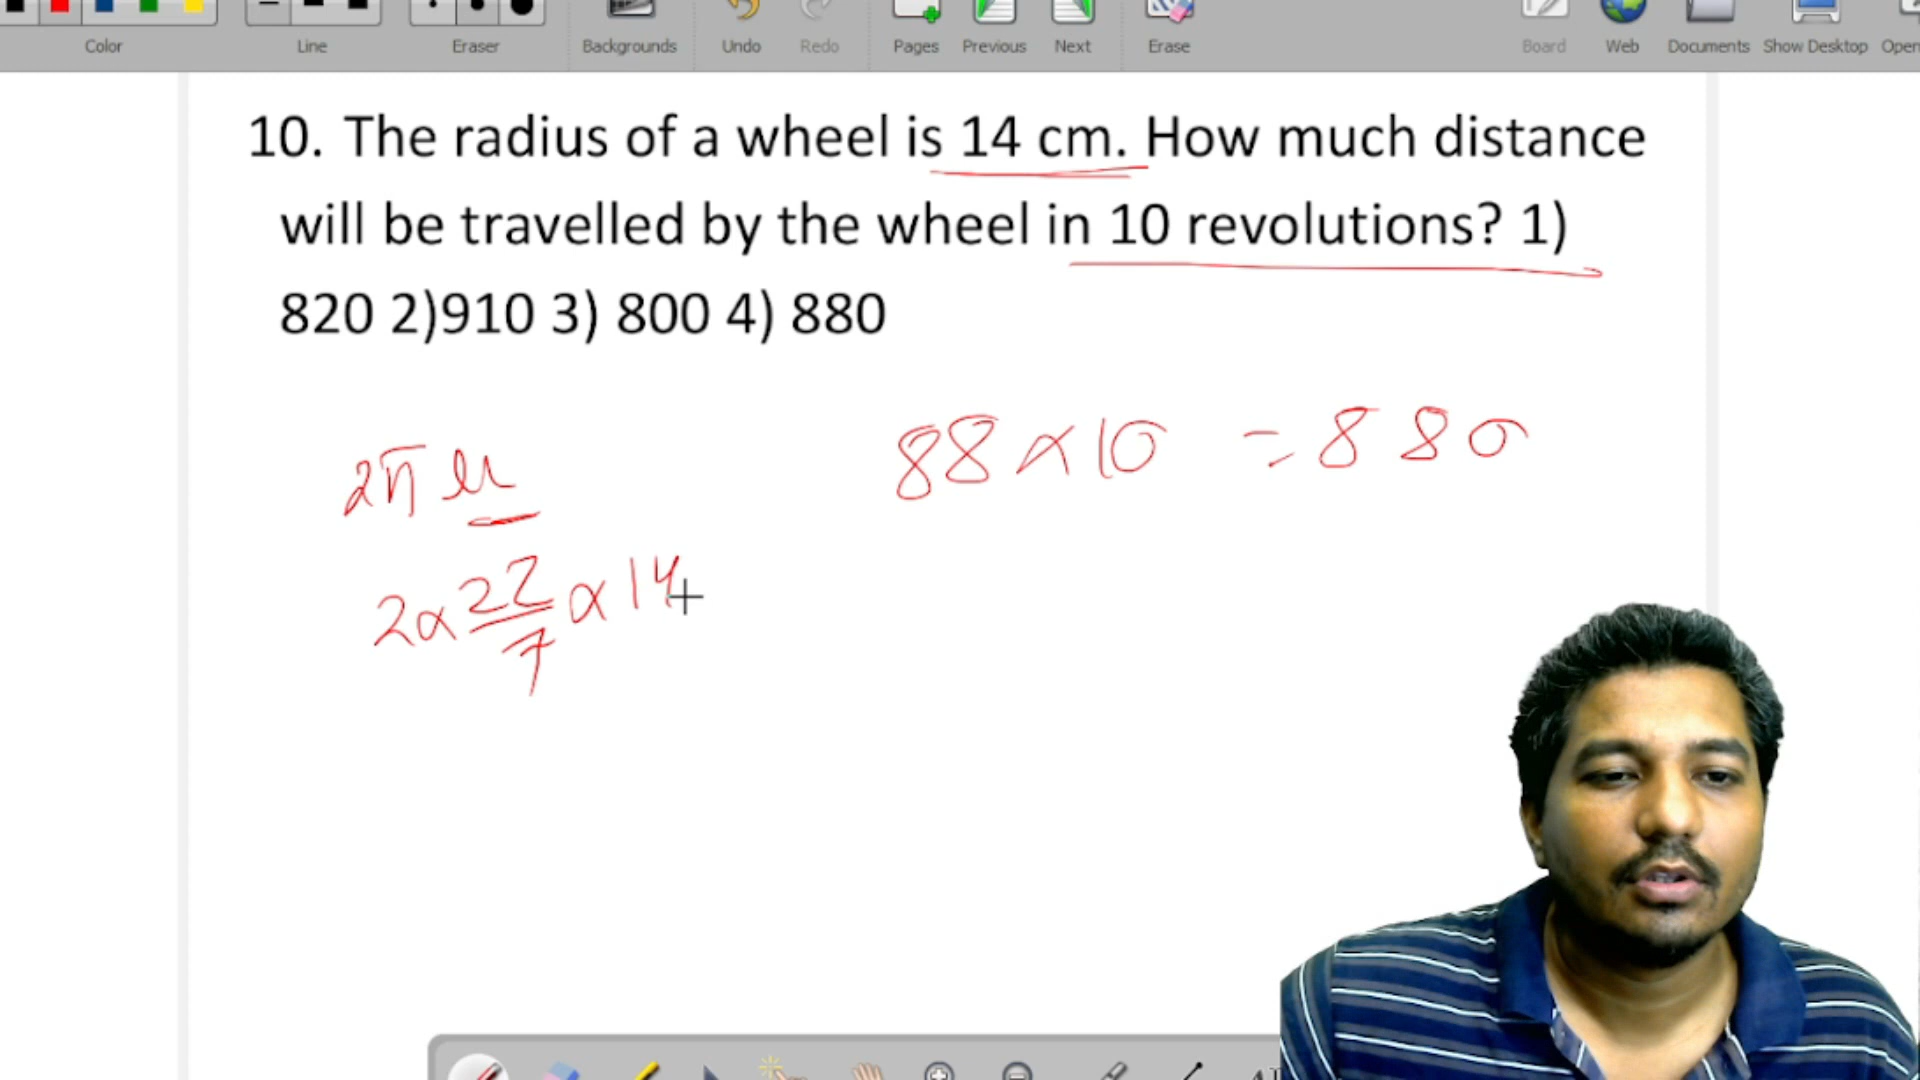 Color Line Eraser Backgrounds Undo Redo Pages Previous Next Erase Board Web Documents Show Desktop Open
10. The radius of a wheel is 14 cm. How much distance
will be travelled by the wheel in 10 revolutions? 1)
820 2)910 3) 800 4) 880
88 × 10 = 880
2πr
2 × 22/7 × 14